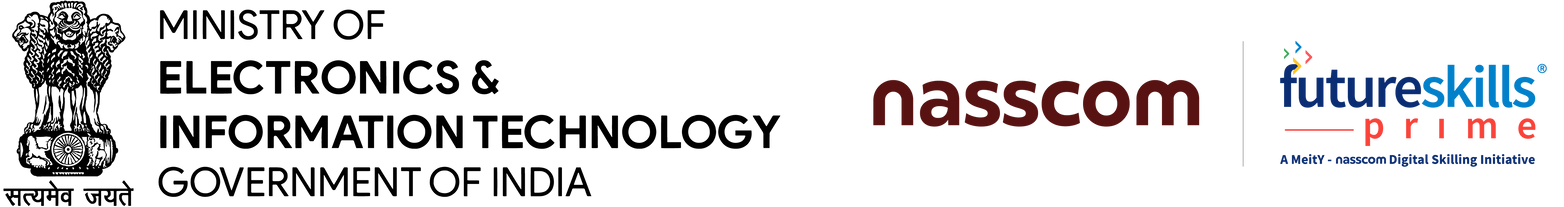 सत्यमेव जयते
MINISTRY OF
ELECTRONICS &
INFORMATION TECHNOLOGY
GOVERNMENT OF INDIA
nasscom
futureskills®
prime
A MeitY - nasscom Digital Skilling Initiative